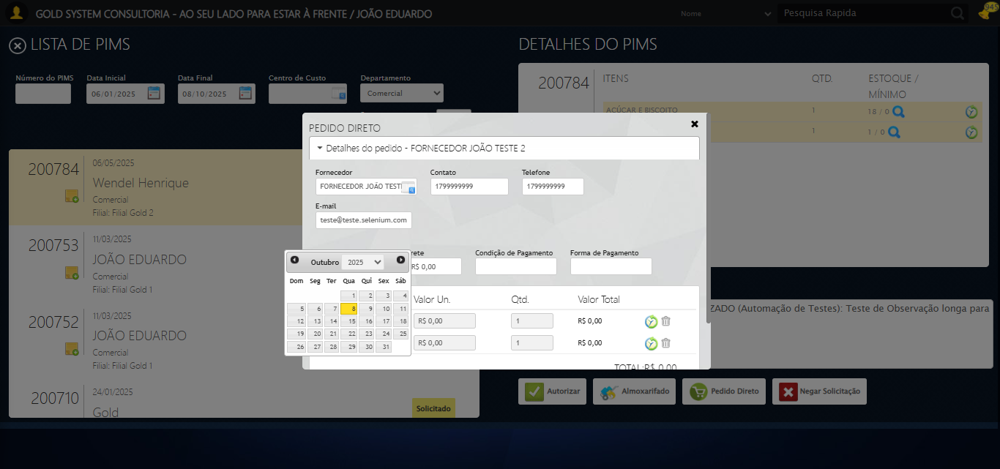 GOLD SYSTEM CONSULTORIA - AO SEU LADO PARA ESTAR À FRENTE / JOÃO EDUARDO
Nome
Pesquisa Rapida
945
LISTA DE PIMS
Número do PIMS
Data Inicial
Data Final
Centro de Custo
Departamento
06/01/2025
08/10/2025
Comercial
200784
06/05/2025
Wendel Henrique
Comercial
Filial: Filial Gold 2
200753
11/03/2025
JOÃO EDUARDO
Comercial
Filial: Filial Gold 1
200752
11/03/2025
JOÃO EDUARDO
Comercial
Filial: Filial Gold 1
200710
24/01/2025
Gold
Solicitado
DETALHES DO PIMS
200784
ITENS
QTD.
ESTOQUE /
MÍNIMO
AÇÚCAR E BISCOITO
1
18 / 0
1
1 / 0
ZADO (Automação de Testes): Teste de Observação longa para
Autorizar
Almoxarifado
Pedido Direto
Negar Solicitação
PEDIDO DIRETO
Detalhes do pedido - FORNECEDOR JOÃO TESTE 2
Fornecedor
Contato
Telefone
FORNECEDOR JOÃO TEST
1799999999
1799999999
E-mail
teste@teste.selenium.com
rete
Condição de Pagamento
Forma de Pagamento
R$ 0,00
Valor Un.
Qtd.
Valor Total
R$ 0,00
1
R$ 0,00
R$ 0,00
1
R$ 0,00
TOTAL:R$ 0,00
Outubro
2025
Dom Seg Ter Qua Qui Sex Sáb
1 2 3 4
5 6 7 8 9 10 11
12 13 14 15 16 17 18
19 20 21 22 23 24 25
26 27 28 29 30 31